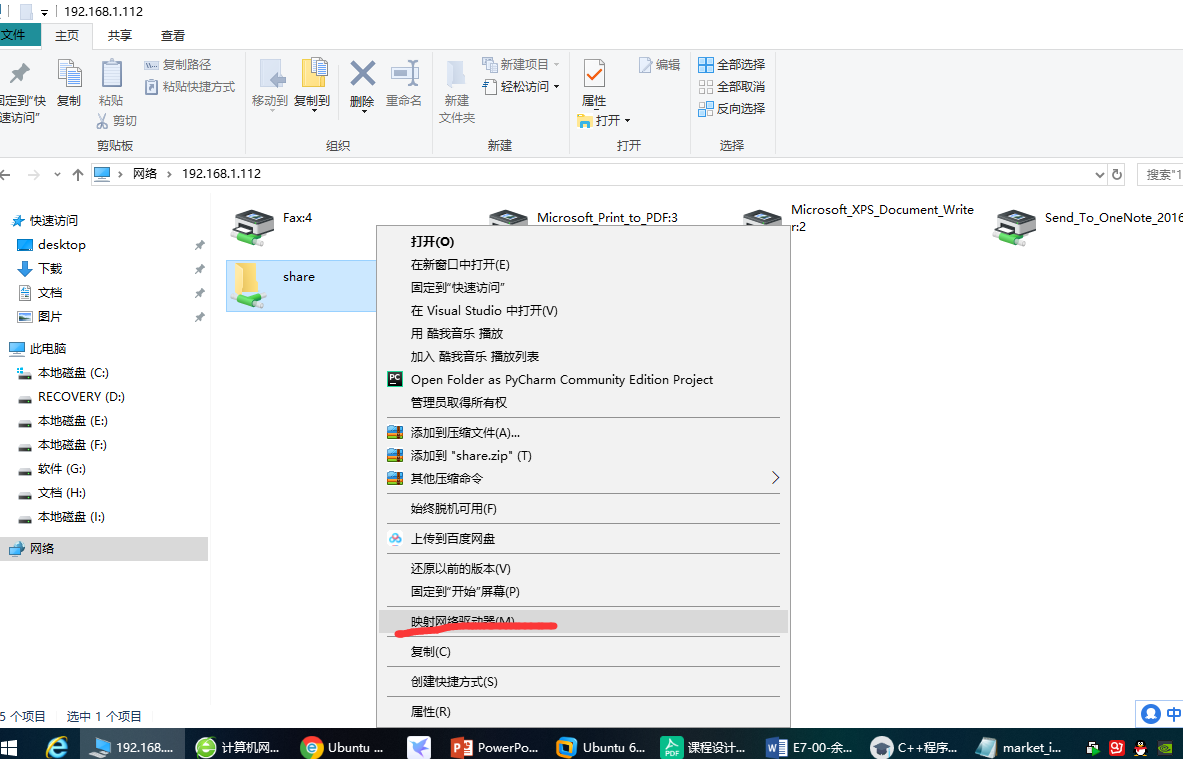 192.168.1.112
文件 主页 共享 查看
固定到“快速访问”
复制
粘贴
复制路径
粘贴快捷方式
剪切
移动到
复制到
删除
重命名
新建
文件夹
新建项目
轻松访问
属性
打开
编辑
全部选择
全部取消
反向选择
剪贴板 组织 新建 打开 选择
网络 192.168.1.112
搜索"1
快速访问
desktop
下载
文档
图片
此电脑
本地磁盘 (C:)
RECOVERY (D:)
本地磁盘 (E:)
本地磁盘 (F:)
软件 (G:)
文档 (H:)
本地磁盘 (I:)
网络
Fax:4
Microsoft_Print_to_PDF:3
Microsoft_XPS_Document_Write
r:2
Send_To_OneNote_2016
share
打开(O)
在新窗口中打开(E)
固定到“快速访问”
在 Visual Studio 中打开(V)
用 酷我音乐 播放
加入 酷我音乐 播放列表
PC
Open Folder as PyCharm Community Edition Project
管理员取得所有权
添加到压缩文件(A)...
添加到 "share.zip" (T)
其他压缩命令
始终脱机可用(F)
上传到百度网盘
还原以前的版本(V)
固定到“开始”屏幕(P)
映射网络驱动器(M)...
复制(C)
创建快捷方式(S)
属性(R)
5 个项目 选中 1 个项目
中
192.168.... 计算机网... Ubuntu ... PowerPo... Ubuntu 6... 课程设计... E7-00-余... C++程序... market_i...